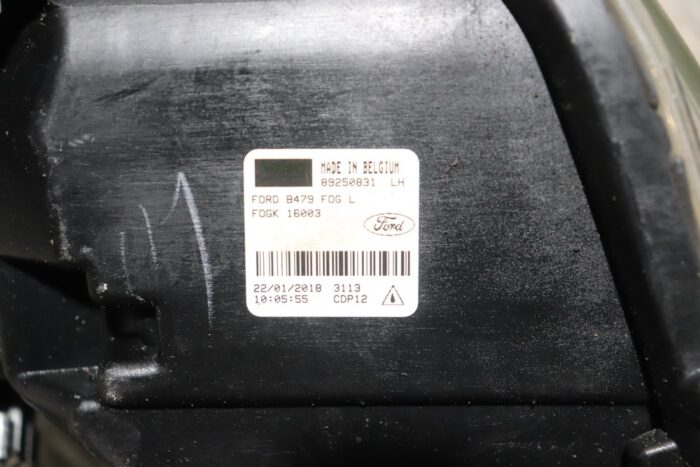 MADE IN BELGIUM
89250831 LH
FORD B479 FOG L
FOGK 16003
Ford
22/01/2018 3113
10:05:55 CDP12